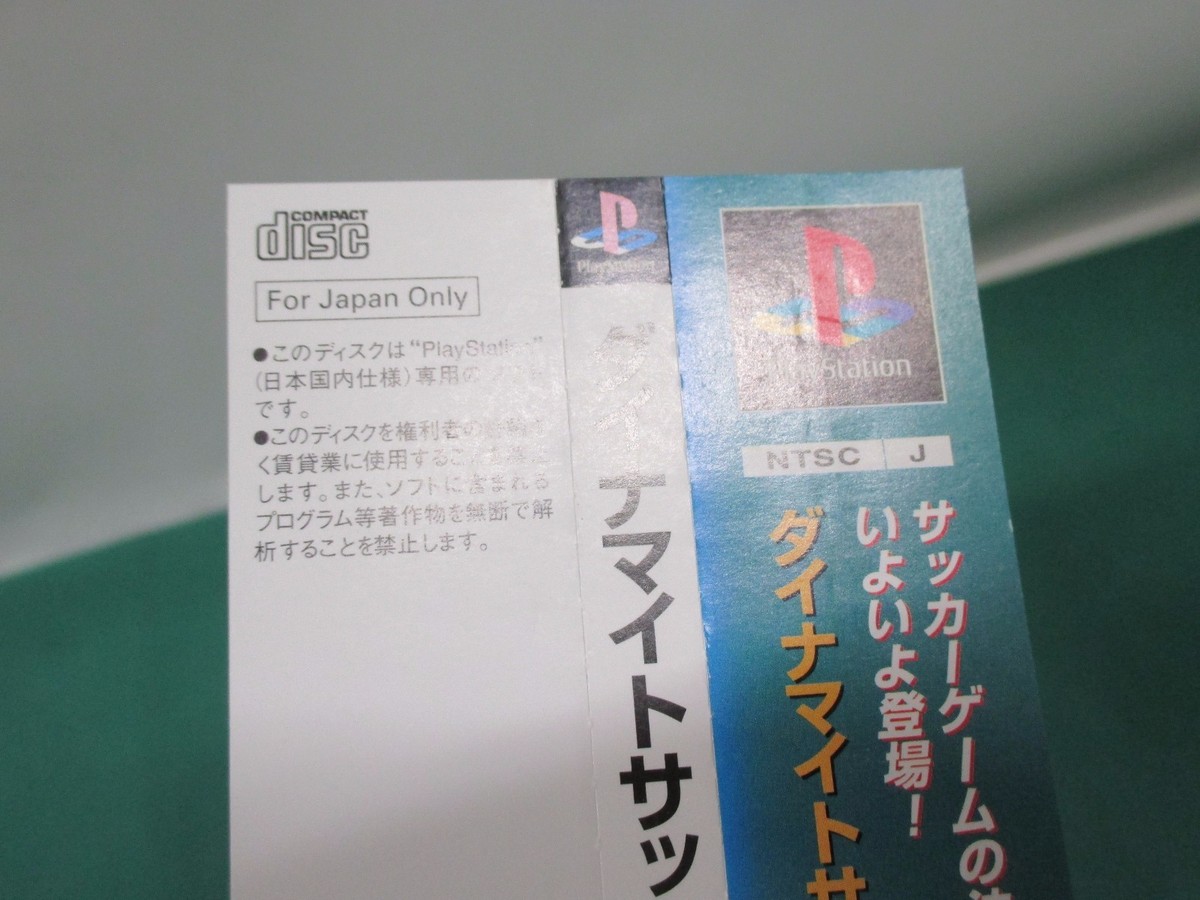 COMPACT
disc
For Japan Only
●このディスクは“PlayStation”
(日本国内仕様)専用の
です。
●このディスクを権利者の
く賃貸業に使用するこ
します。また、ソフトに含まれる
プログラム等著作物を無断で解
析することを禁止します。
PlayStation
ダイナマイトサッ
PlayStation
NTSC J
サッカーゲームの
いよいよ登場！
ダイナマイトサ